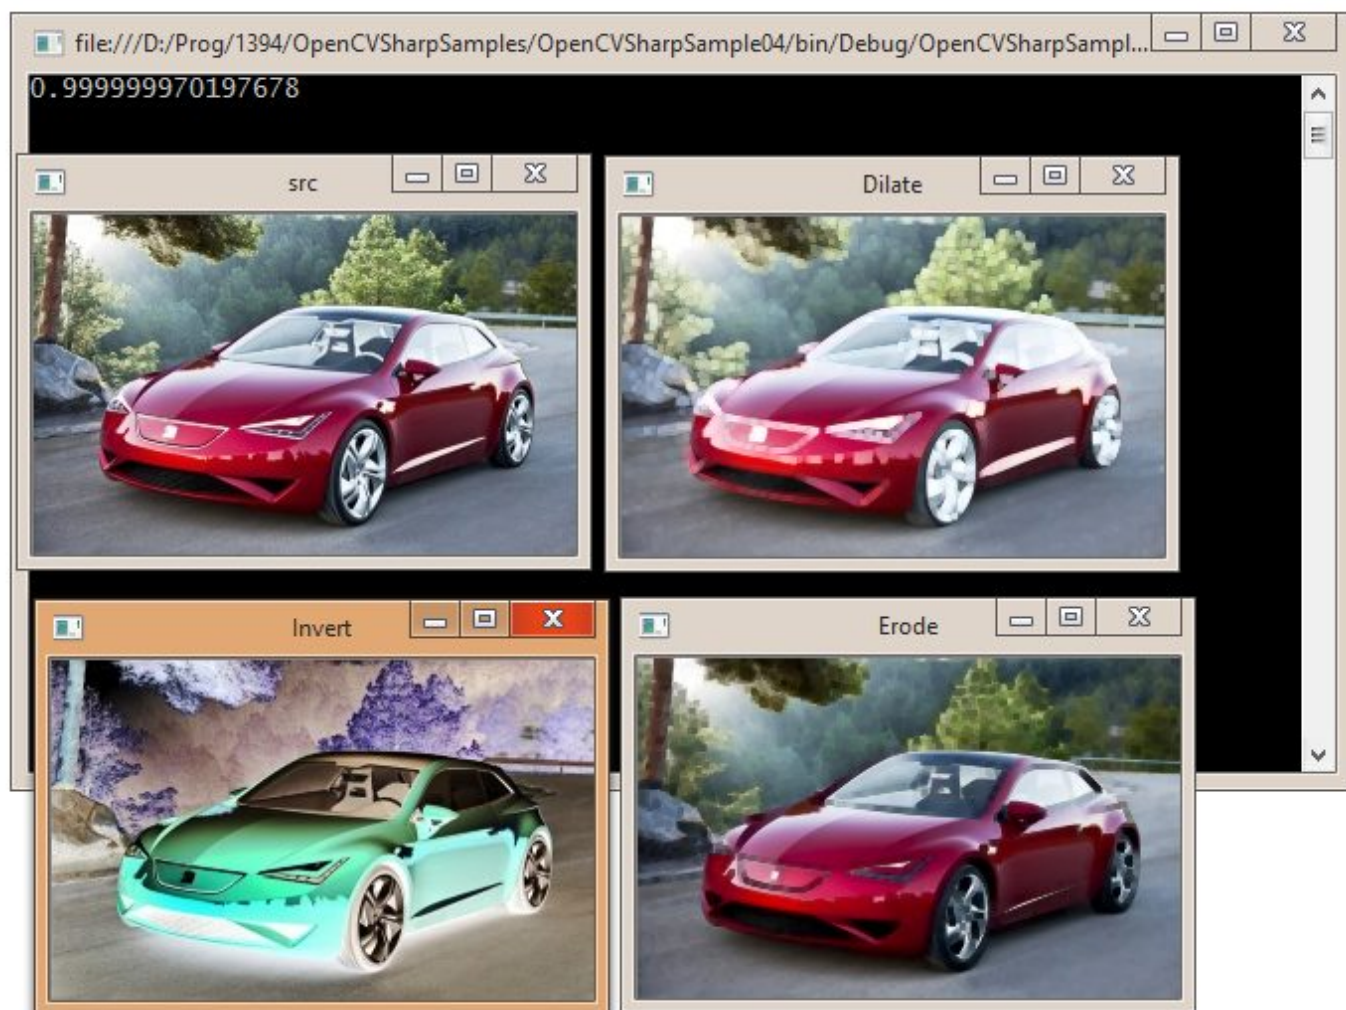 file:///D:/Prog/1394/OpenCVSharpSamples/OpenCVSharpSample04/bin/Debug/OpenCVSharpSampl...
0.999999970197678
src
Dilate
Invert
Erode